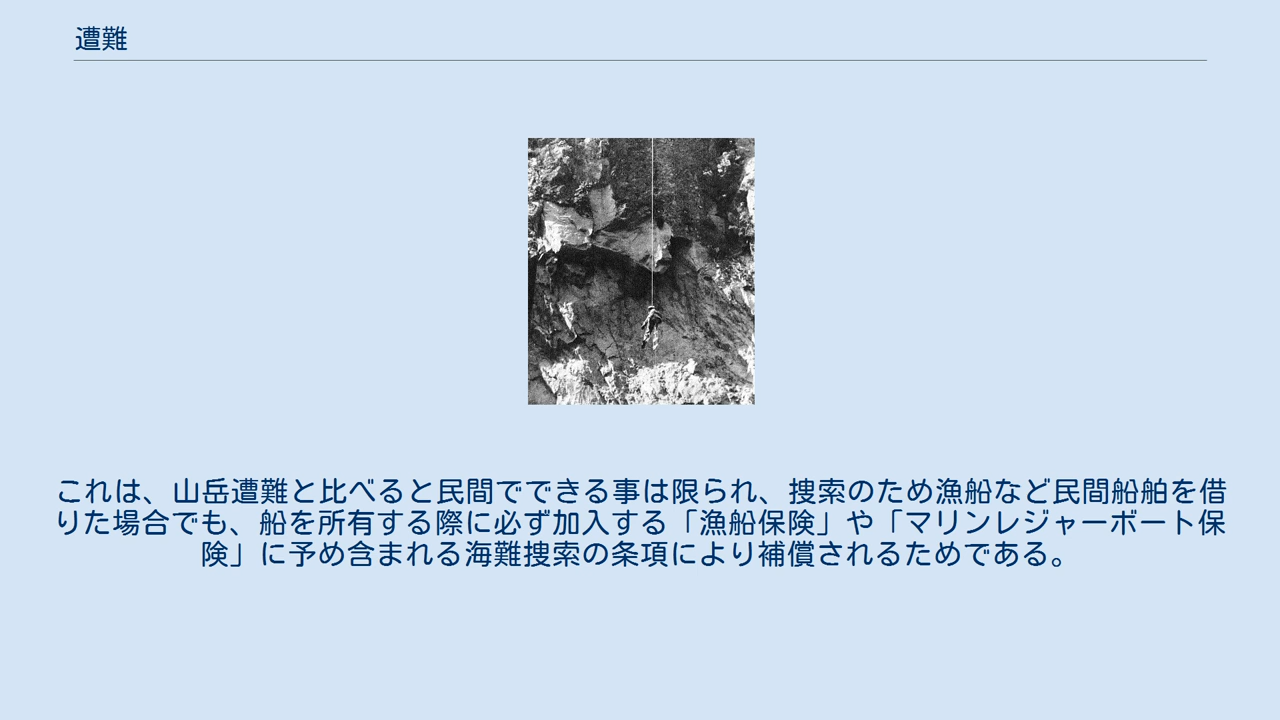 遭難
これは、山岳遭難と比べると民間でできる事は限られ、捜索のため漁船など民間船舶を借
りた場合でも、船を所有する際に必ず加入する「漁船保険」や「マリンレジャーボート保
険」に予め含まれる海難捜索の条項により補償されるためである。